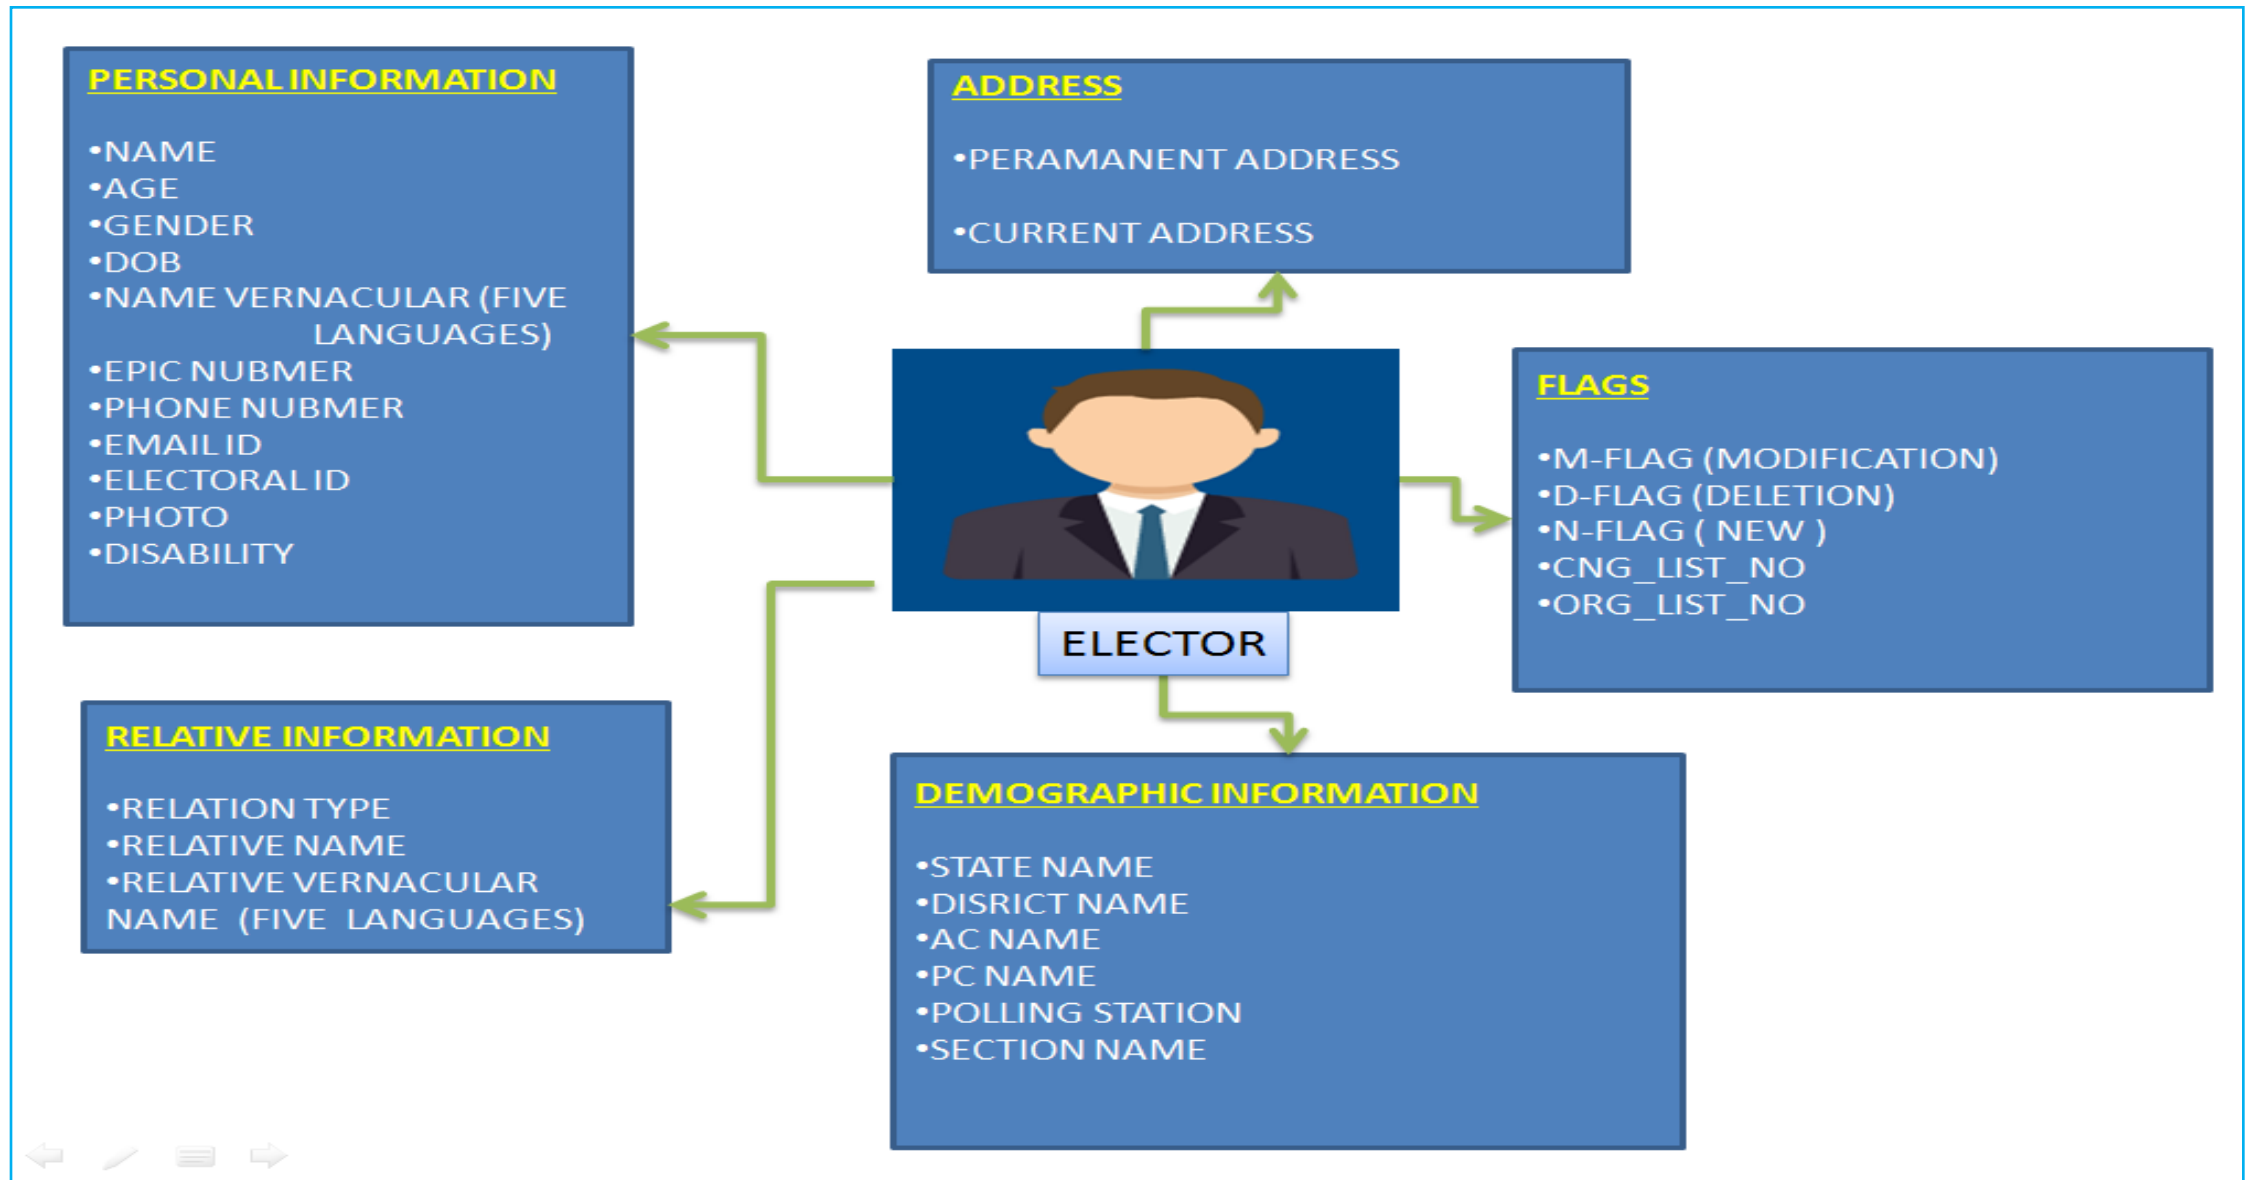 PERSONAL INFORMATION
•NAME
•AGE
•GENDER
•DOB
•NAME VERNACULAR (FIVE
LANGUAGES)
•EPIC NUBMER
•PHONE NUBMER
•EMAIL ID
•ELECTORAL ID
•PHOTO
•DISABILITY
ADDRESS
•PERAMANENT ADDRESS
•CURRENT ADDRESS
FLAGS
•M-FLAG (MODIFICATION)
•D-FLAG (DELETION)
•N-FLAG ( NEW )
•CNG_LIST_NO
•ORG_LIST_NO
ELECTOR
RELATIVE INFORMATION
•RELATION TYPE
•RELATIVE NAME
•RELATIVE VERNACULAR
NAME (FIVE LANGUAGES)
DEMOGRAPHIC INFORMATION
•STATE NAME
•DISRICT NAME
•AC NAME
•PC NAME
•POLLING STATION
•SECTION NAME